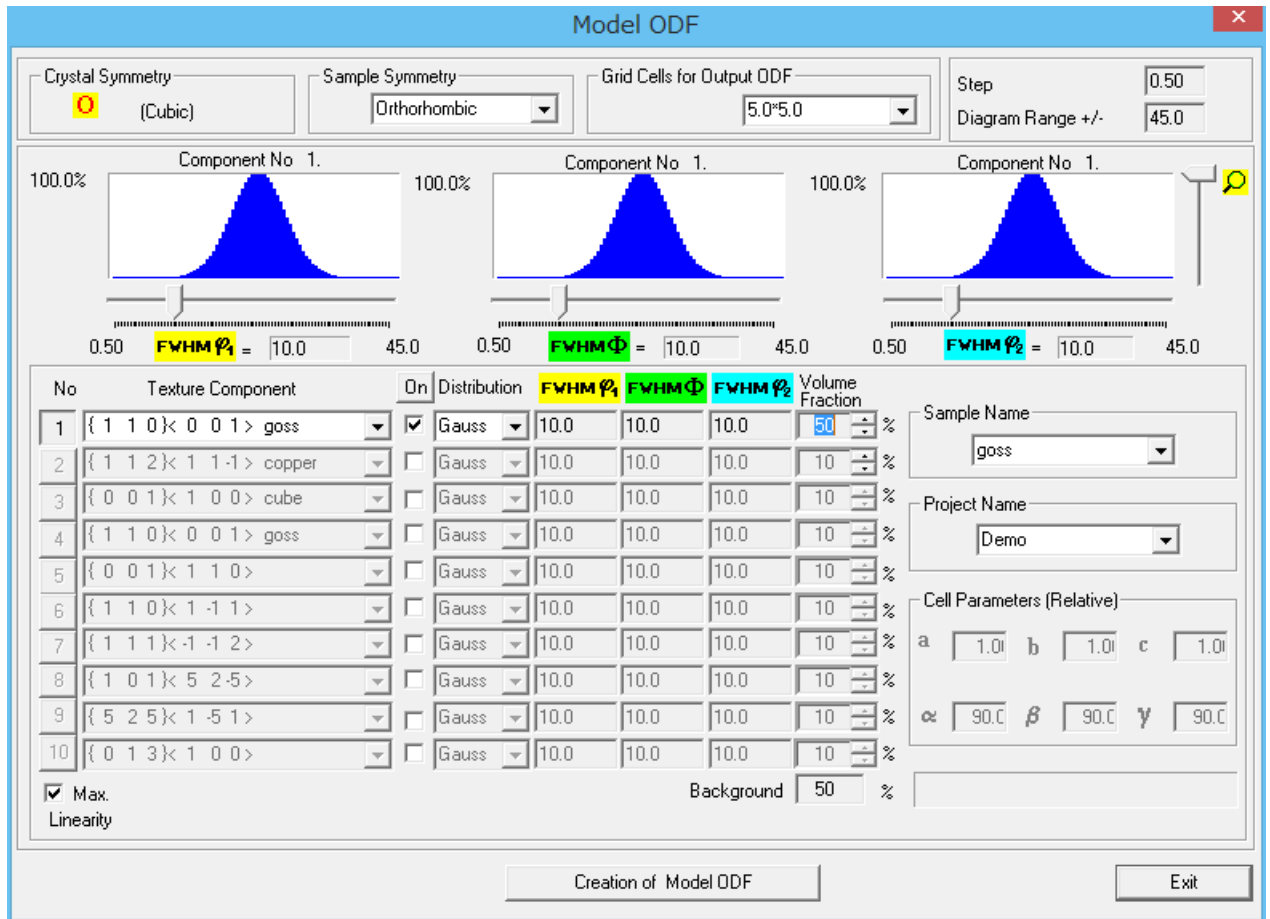 Model ODF
Crystal Symmetry
O (Cubic)
Sample Symmetry
Orthorhombic
Grid Cells for Output ODF
5.0*5.0
Step 0.50
Diagram Range +/- 45.0
Component No 1.
100.0%
Component No 1.
100.0%
Component No 1.
100.0%
0.50 FWHM φ1 = 10.0 45.0
0.50 FWHM Φ = 10.0 45.0
0.50 FWHM φ2 = 10.0 45.0
No Texture Component On Distribution FWHM φ1 FWHM Φ FWHM φ2 Volume Fraction
1 { 1 1 0}< 0 0 1> goss Gauss 10.0 10.0 10.0 50 %
2 { 1 1 2}< 1 1 -1> copper Gauss 10.0 10.0 10.0 10 %
3 { 0 0 1}< 1 0 0> cube Gauss 10.0 10.0 10.0 10 %
4 { 1 1 0}< 0 0 1> goss Gauss 10.0 10.0 10.0 10 %
5 { 0 0 1}< 1 1 0> Gauss 10.0 10.0 10.0 10 %
6 { 1 1 0}< 1 -1 1> Gauss 10.0 10.0 10.0 10 %
7 { 1 1 1}< -1 -1 2> Gauss 10.0 10.0 10.0 10 %
8 { 1 0 1}< 5 2 -5> Gauss 10.0 10.0 10.0 10 %
9 { 5 2 5}< 1 -5 1> Gauss 10.0 10.0 10.0 10 %
10 { 0 1 3}< 1 0 0> Gauss 10.0 10.0 10.0 10 %
Max.
Linearity
Background 50 %
Sample Name
goss
Project Name
Demo
Cell Parameters (Relative)
a 1.0 b 1.0 c 1.0
α 90. β 90. γ 90.
Creation of Model ODF
Exit